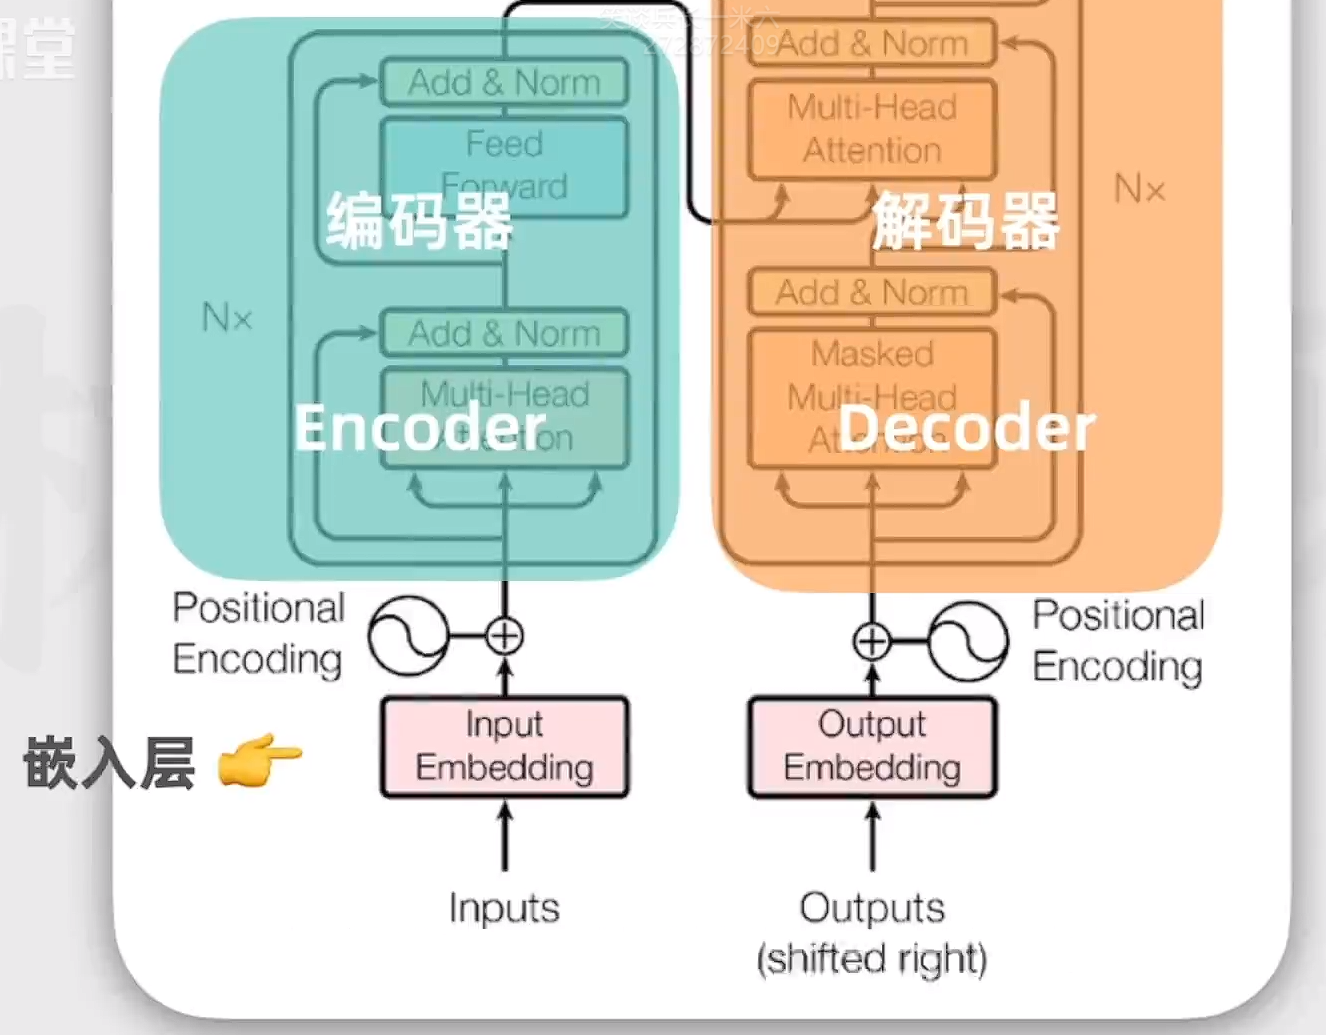 课堂
Add & Norm
Feed
Forward
编码器
Nx
Add & Norm
Multi-Head
Attention
Encoder
Positional
Encoding
嵌入层
Input
Embedding
Inputs
272872409
Add & Norm
Multi-Head
Attention
Nx
解码器
Add & Norm
Masked
Multi-Head
Attention
Decoder
Positional
Encoding
Output
Embedding
Outputs
(shifted right)